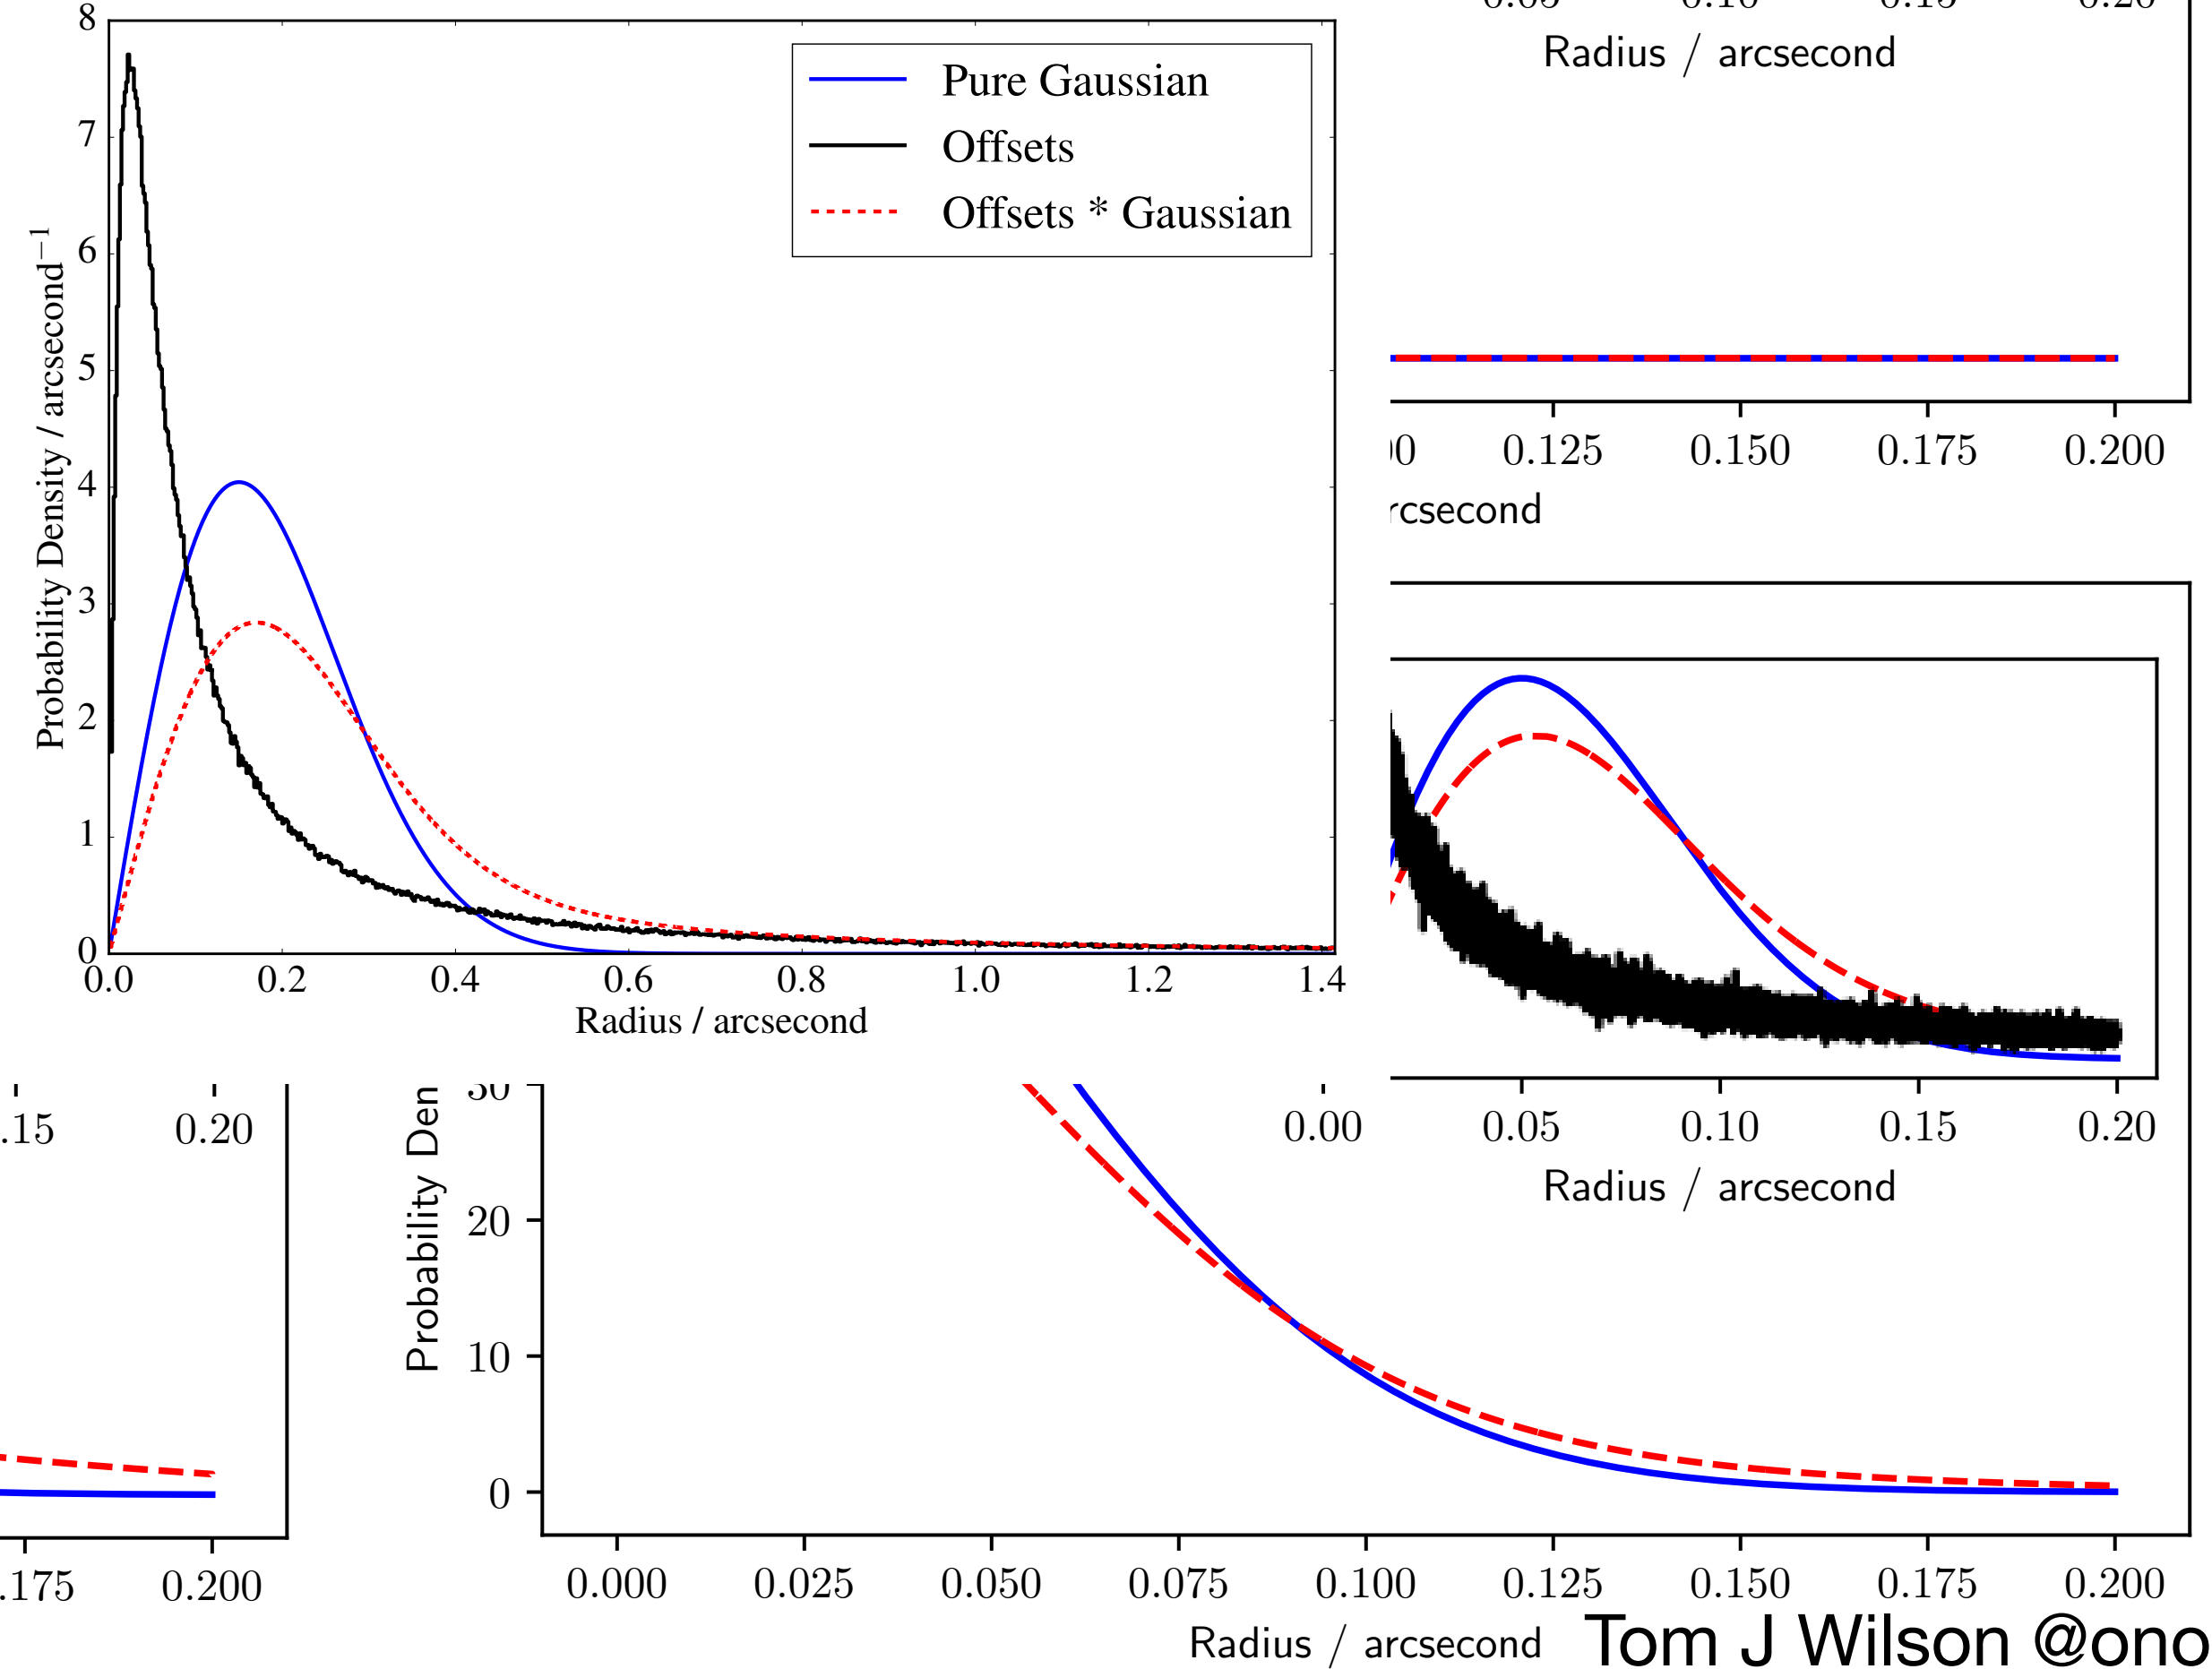 8
7
6
5
4
3
2
1
0
Probability Density / arcsecond⁻¹
Pure Gaussian
Offsets
Offsets * Gaussian
0.0 0.2 0.4 0.6 0.8 1.0 1.2 1.4
Radius / arcsecond
Radius / arcsecond
0.125 0.150 0.175 0.200
rcsecond
0.00 0.05 0.10 0.15 0.20
Radius / arcsecond
.15 0.20
.175 0.200
Probability Den
30
20
10
0
0.000 0.025 0.050 0.075 0.100 0.125 0.150 0.175 0.200
Radius / arcsecond
Tom J Wilson @ono